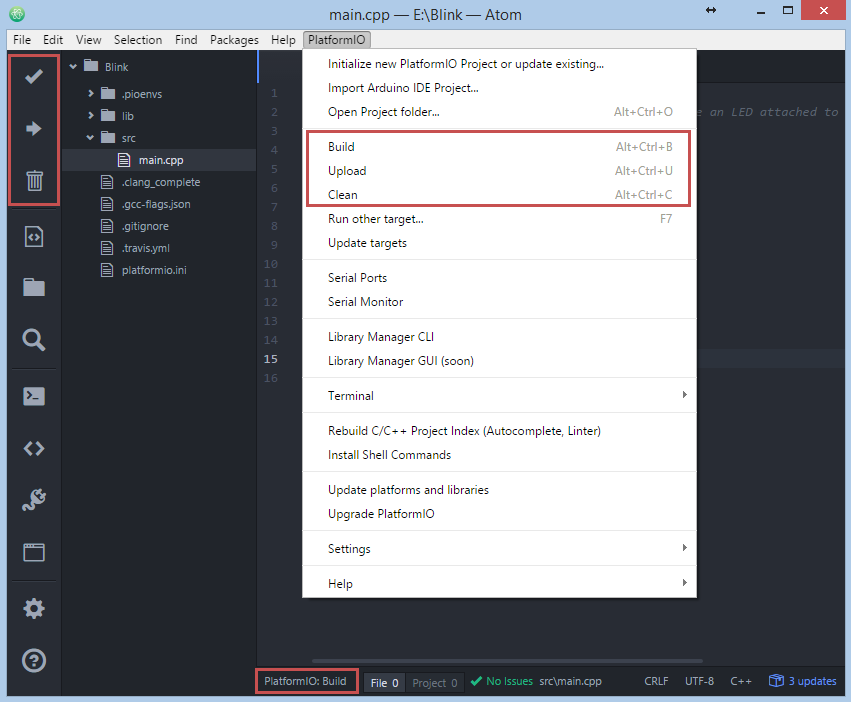 main.cpp — E:\Blink — Atom
File Edit View Selection Find Packages Help PlatformIO
Blink
.pioenvs
lib
src
main.cpp
.clang_complete
.gcc-flags.json
.gitignore
.travis.yml
platformio.ini
1
2
3
4
5
6
7
8
9
10
11
12
13
14
15
16
e an LED attached to
Initialize new PlatformIO Project or update existing...
Import Arduino IDE Project...
Open Project folder... Alt+Ctrl+O
Build Alt+Ctrl+B
Upload Alt+Ctrl+U
Clean Alt+Ctrl+C
Run other target... F7
Update targets
Serial Ports
Serial Monitor
Library Manager CLI
Library Manager GUI (soon)
Terminal
Rebuild C/C++ Project Index (Autocomplete, Linter)
Install Shell Commands
Update platforms and libraries
Upgrade PlatformIO
Settings
Help
PlatformIO: Build File 0 Project 0 No Issues src\main.cpp CRLF UTF-8 C++ 3 updates